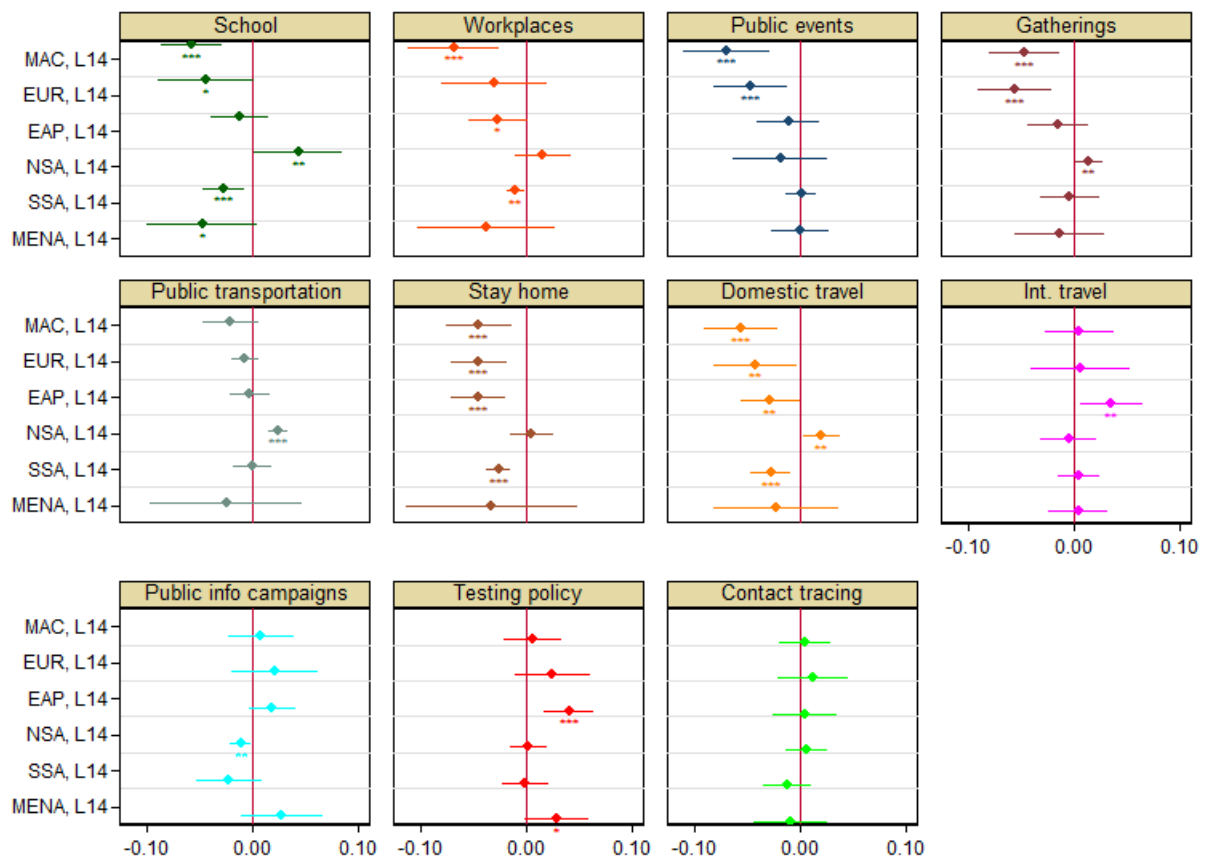 School Workplaces Public events Gatherings
MAC, L14
***
***
***
***
EUR, L14
*
***
***
EAP, L14
*
NSA, L14
**
**
SSA, L14
***
**
MENA, L14
*
Public transportation Stay home Domestic travel Int. travel
MAC, L14
***
***
EUR, L14
***
**
EAP, L14
***
**
**
NSA, L14
***
**
SSA, L14
***
***
MENA, L14
-0.10 0.00 0.10
Public info campaigns Testing policy Contact tracing
MAC, L14
EUR, L14
EAP, L14
***
NSA, L14
**
SSA, L14
MENA, L14
*
-0.10 0.00 0.10 -0.10 0.00 0.10 -0.10 0.00 0.10